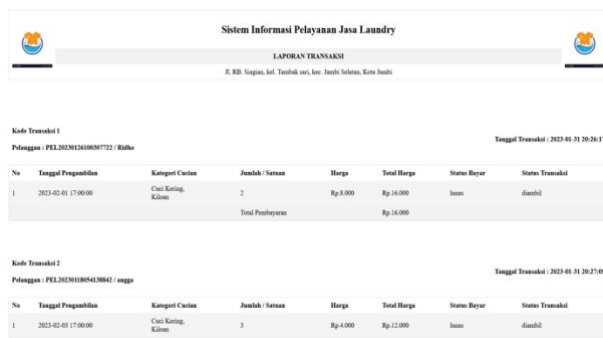 Sistem Informasi Pelayanan Jasa Laundry
LAPORAN TRANSAKSI
Jl. RB. Siagian, kel. Tambak sari, kec. Jambi Selatan, Kota Jambi
Kode Transaksi 1
Tanggal Transaksi : 2023-01-31 20:26:17
Pelanggan : PEL20230126100307722 / Ridho
No Tanggal Pengambilan Kategori Cucian Jumlah / Satuan Harga Total Harga Status Bayar Status Transaksi
1 2023-02-01 17:00:00 Cuci Kering, 2 Rp.8.000 Rp.16.000 lunas diambil
Kiloan
Total Pembayaran Rp.16.000
Kode Transaksi 2
Tanggal Transaksi : 2023-01-31 20:27:09
Pelanggan : PEL20230118054138842 / angga
No Tanggal Pengambilan Kategori Cucian Jumlah / Satuan Harga Total Harga Status Bayar Status Transaksi
1 2023-02-03 17:00:00 Cuci Kering, 3 Rp.4.000 Rp.12.000 lunas diambil
Kiloan